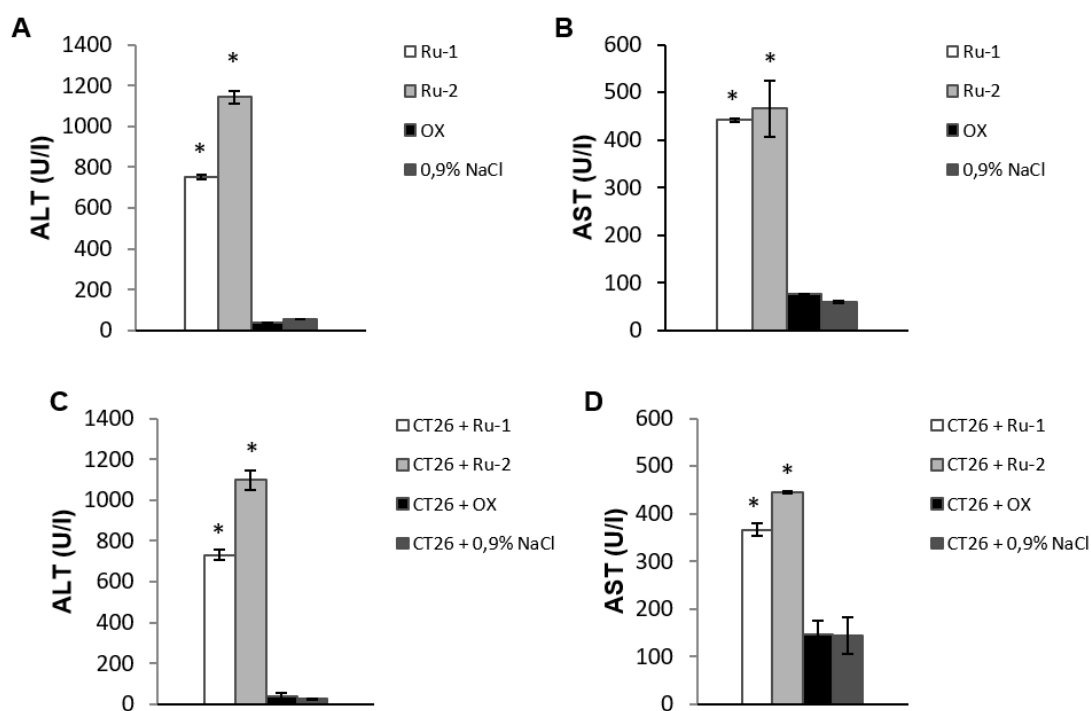 A
ALT (U/l)
1400
1200
1000
800
600
400
200
0
*
*
Ru-1
Ru-2
OX
0,9% NaCl
B
AST (U/l)
600
500
400
300
200
100
0
*
*
Ru-1
Ru-2
OX
0,9% NaCl
C
ALT (U/l)
1400
1200
1000
800
600
400
200
0
*
*
CT26 + Ru-1
CT26 + Ru-2
CT26 + OX
CT26 + 0,9% NaCl
D
AST (U/l)
600
500
400
300
200
100
0
*
*
CT26 + Ru-1
CT26 + Ru-2
CT26 + OX
CT26 + 0,9% NaCl